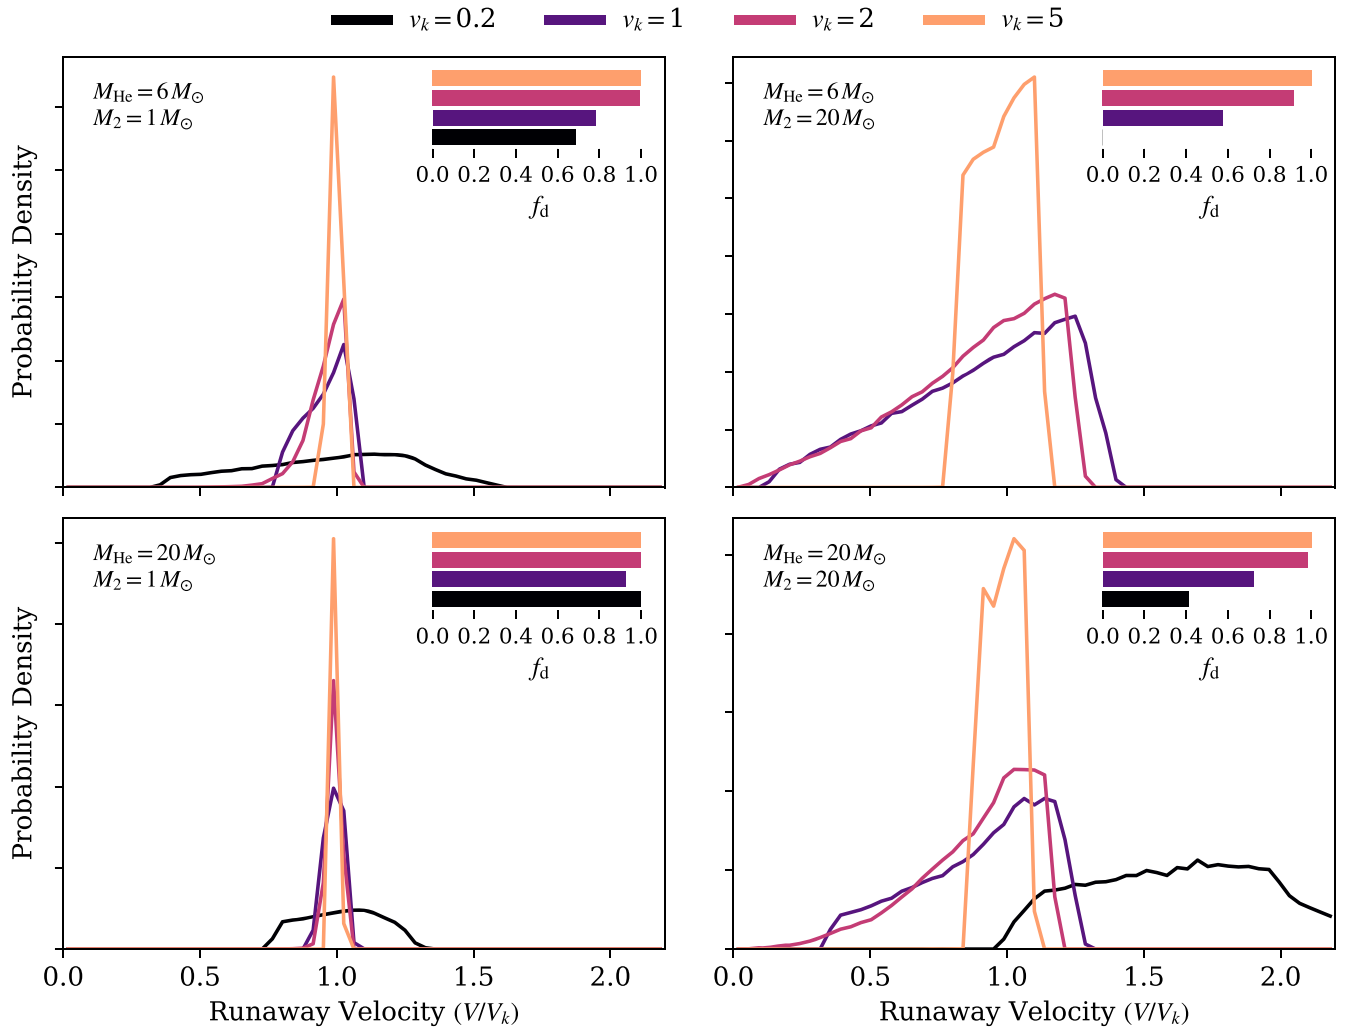 v_k = 0.2 v_k = 1 v_k = 2 v_k = 5
M_He = 6 M_⊙
M_2 = 1 M_⊙
0.0 0.2 0.4 0.6 0.8 1.0
f_d
Probability Density
M_He = 6 M_⊙
M_2 = 20 M_⊙
0.0 0.2 0.4 0.6 0.8 1.0
f_d
M_He = 20 M_⊙
M_2 = 1 M_⊙
0.0 0.2 0.4 0.6 0.8 1.0
f_d
Probability Density
0.0 0.5 1.0 1.5 2.0
Runaway Velocity (V/V_k)
M_He = 20 M_⊙
M_2 = 20 M_⊙
0.0 0.2 0.4 0.6 0.8 1.0
f_d
0.0 0.5 1.0 1.5 2.0
Runaway Velocity (V/V_k)